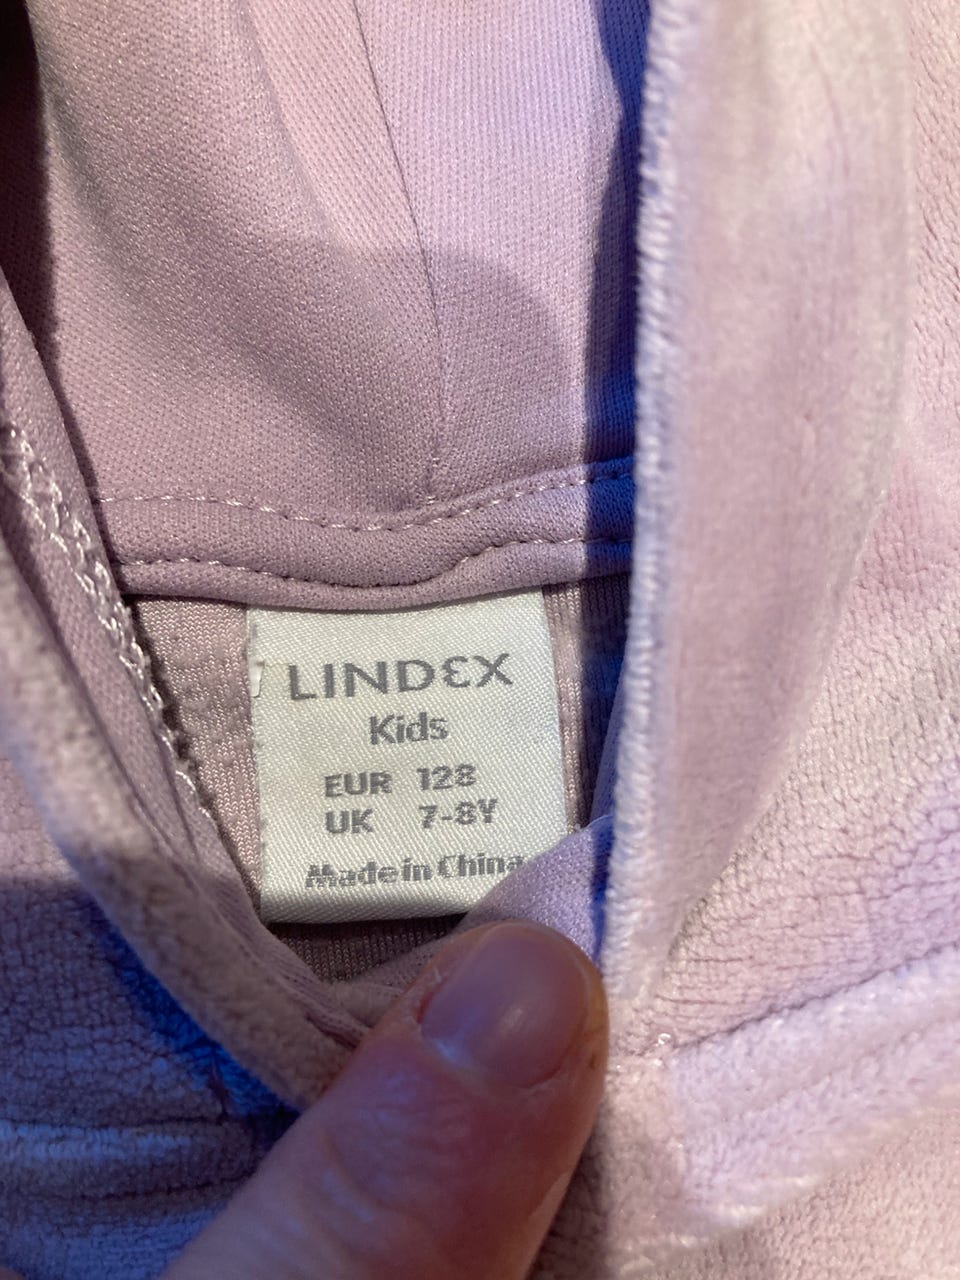 LINDEX
Kids
EUR 128
UK 7-8Y
Made in China